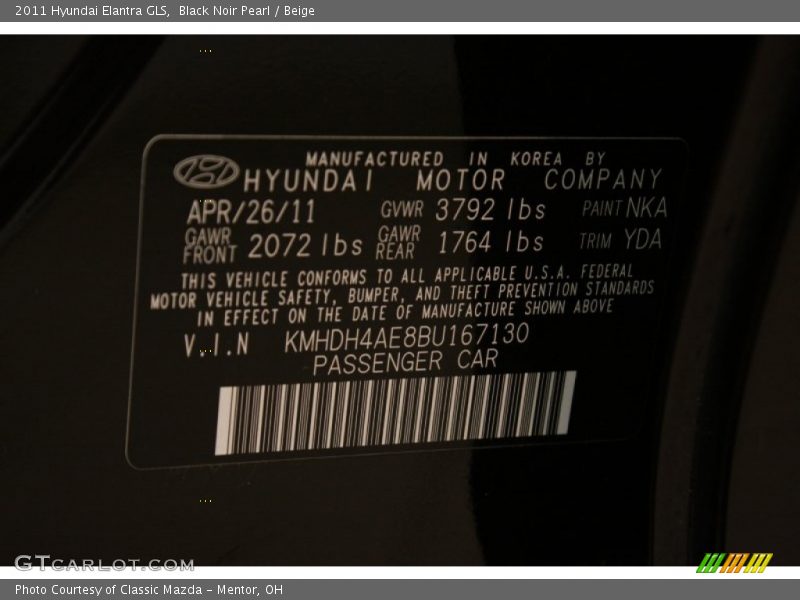 2011 Hyundai Elantra GLS,  Black Noir Pearl / Beige
MANUFACTURED IN KOREA BY
HYUNDAI MOTOR COMPANY
APR/26/11 GVWR 3792 lbs PAINT NKA
GAWR FRONT 2072 lbs GAWR REAR 1764 lbs TRIM YDA
THIS VEHICLE CONFORMS TO ALL APPLICABLE U.S.A. FEDERAL
MOTOR VEHICLE SAFETY, BUMPER, AND THEFT PREVENTION STANDARDS
IN EFFECT ON THE DATE OF MANUFACTURE SHOWN ABOVE
V.I.N KMHDH4AE8BU167130
PASSENGER CAR
GTCARLOT.COM
Photo Courtesy of Classic Mazda - Mentor, OH